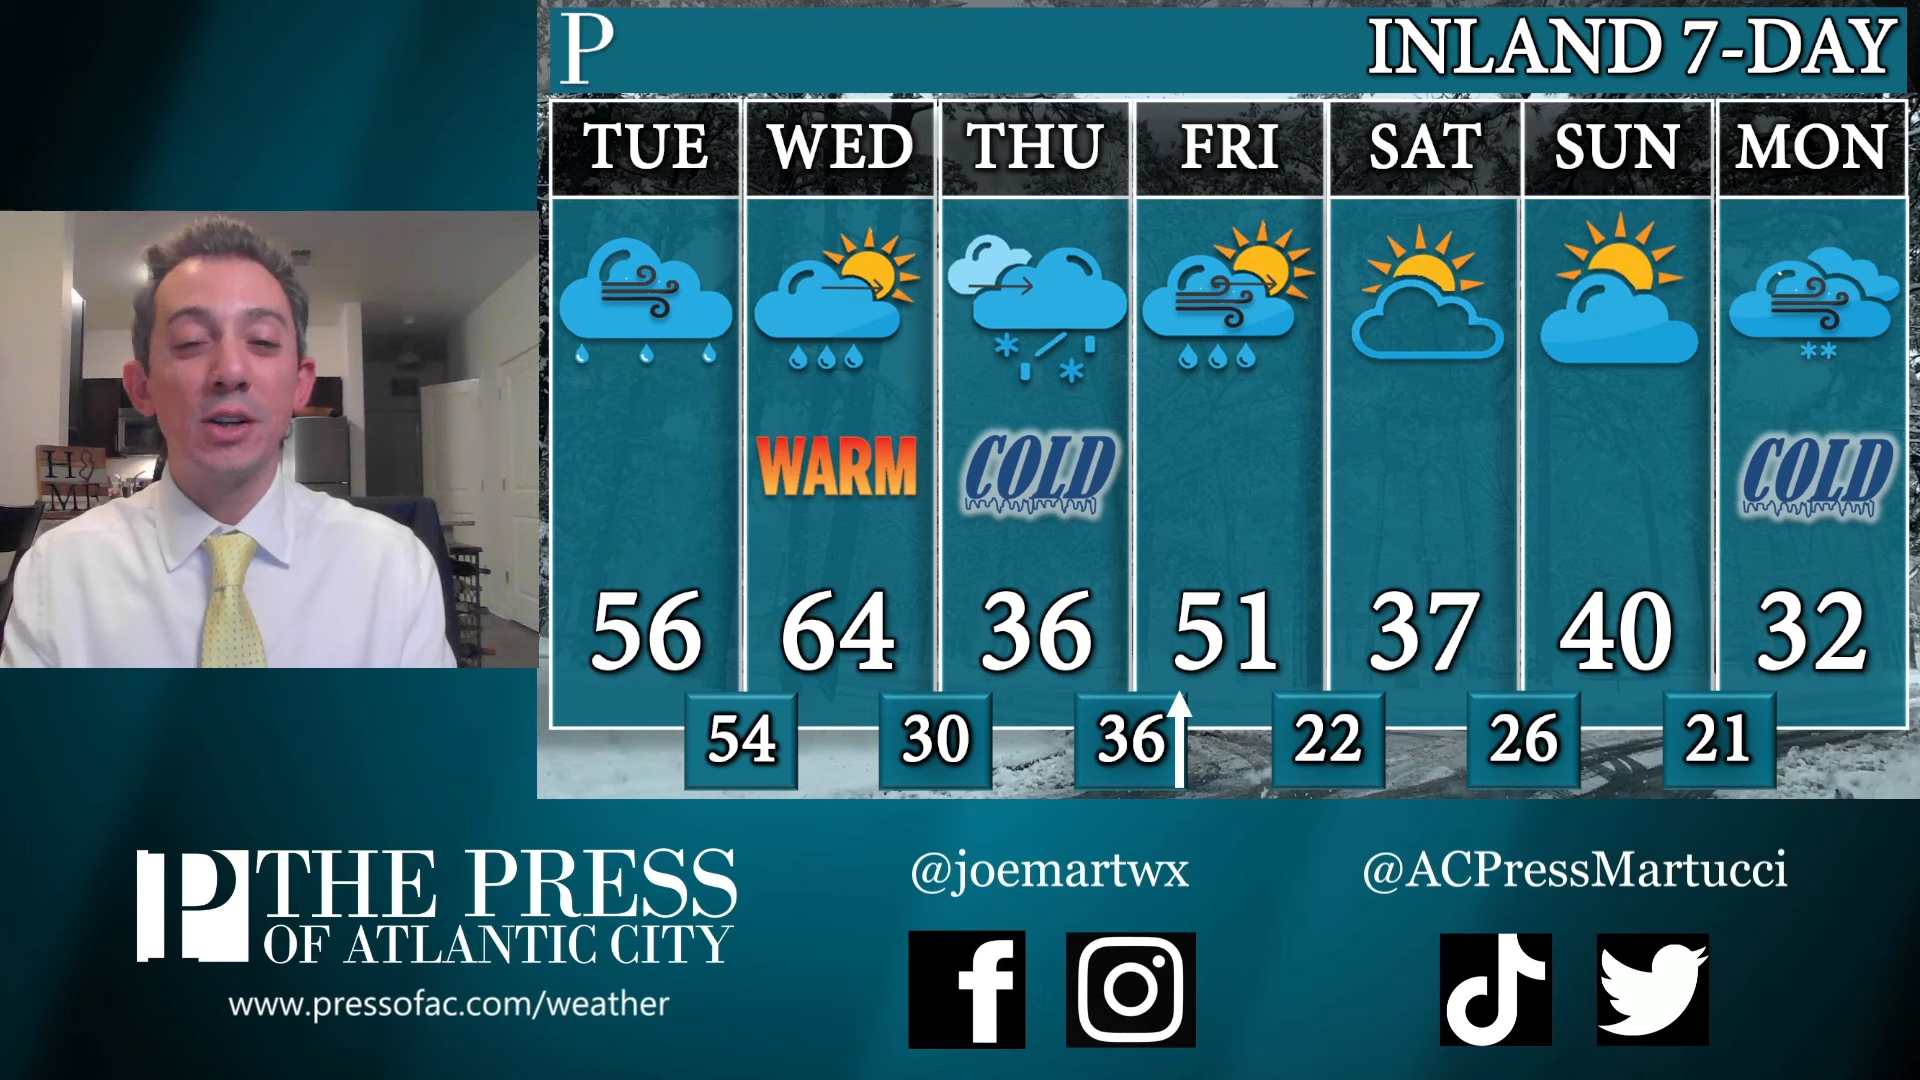 P
INLAND 7-DAY
TUE WED THU FRI SAT SUN MON
WARM COLD COLD
56 64 36 51 37 40 32
54 30 36 22 26 21
H
ME
P THE PRESS
OF ATLANTIC CITY
www.pressofac.com/weather
@joemartwx
@ACPressMartucci